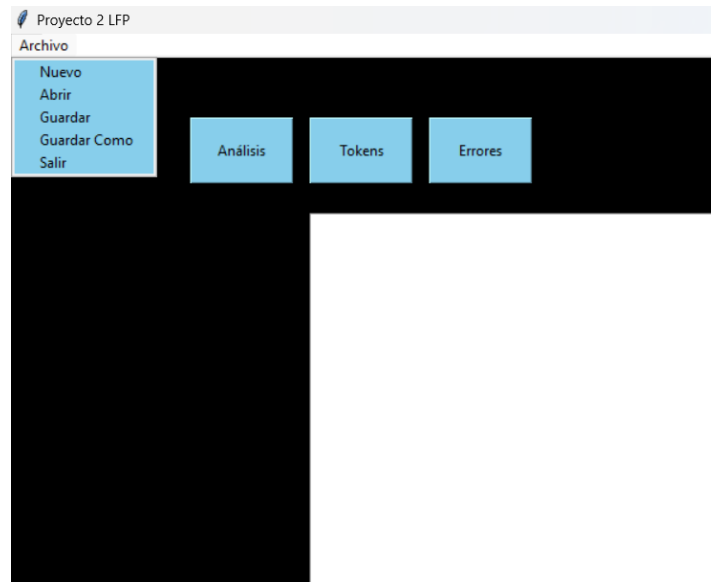 Proyecto 2 LFP
Archivo
Nuevo
Abrir
Guardar
Guardar Como
Salir
Análisis
Tokens
Errores